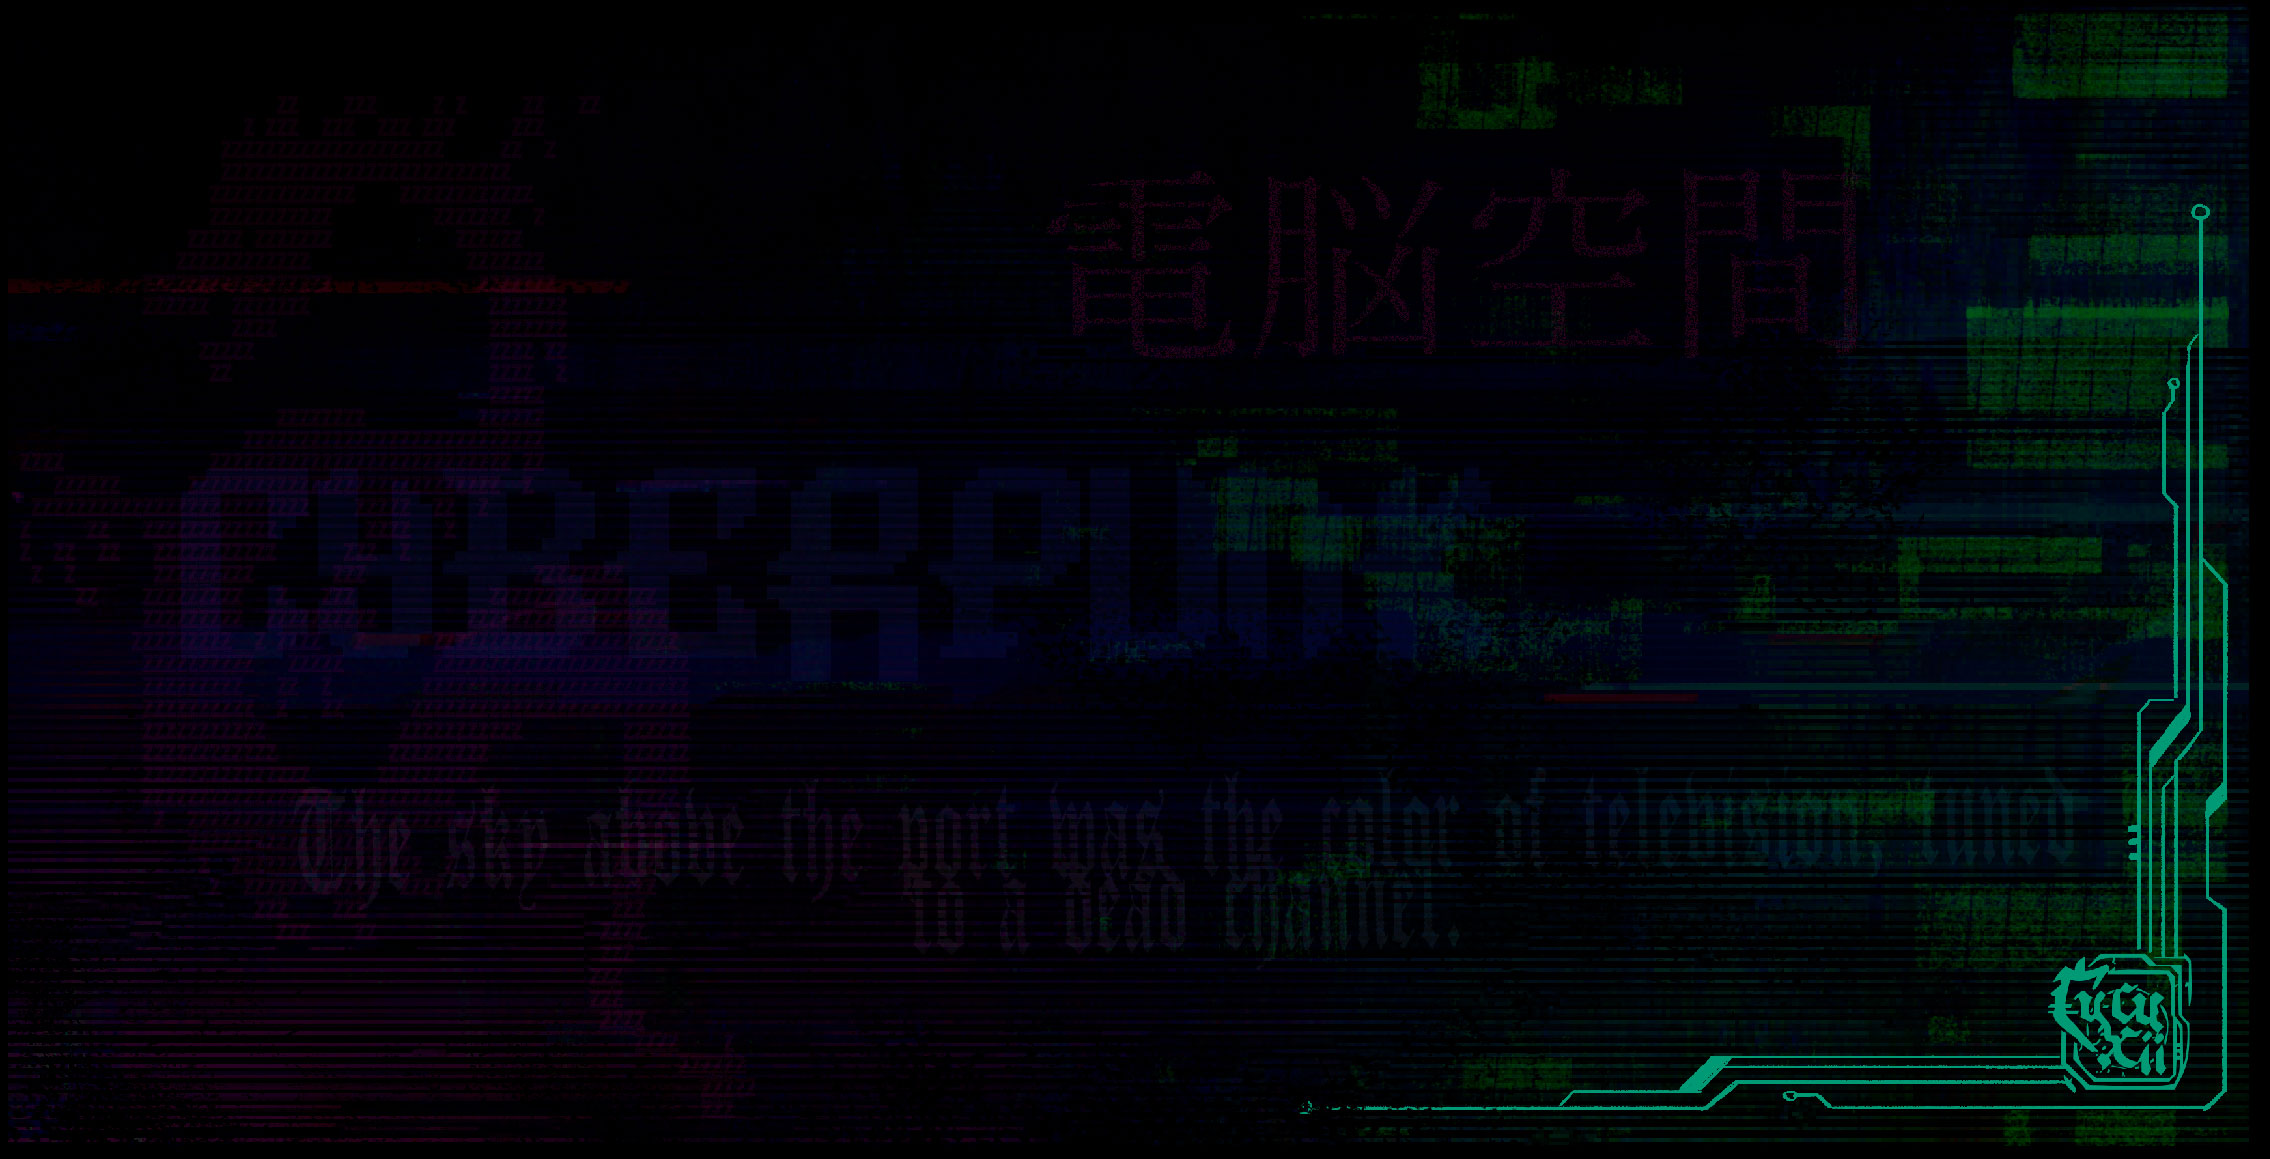 電脳空間
CYBERPUNK
The sky above the port was the color of television, tuned
to a dead channel.